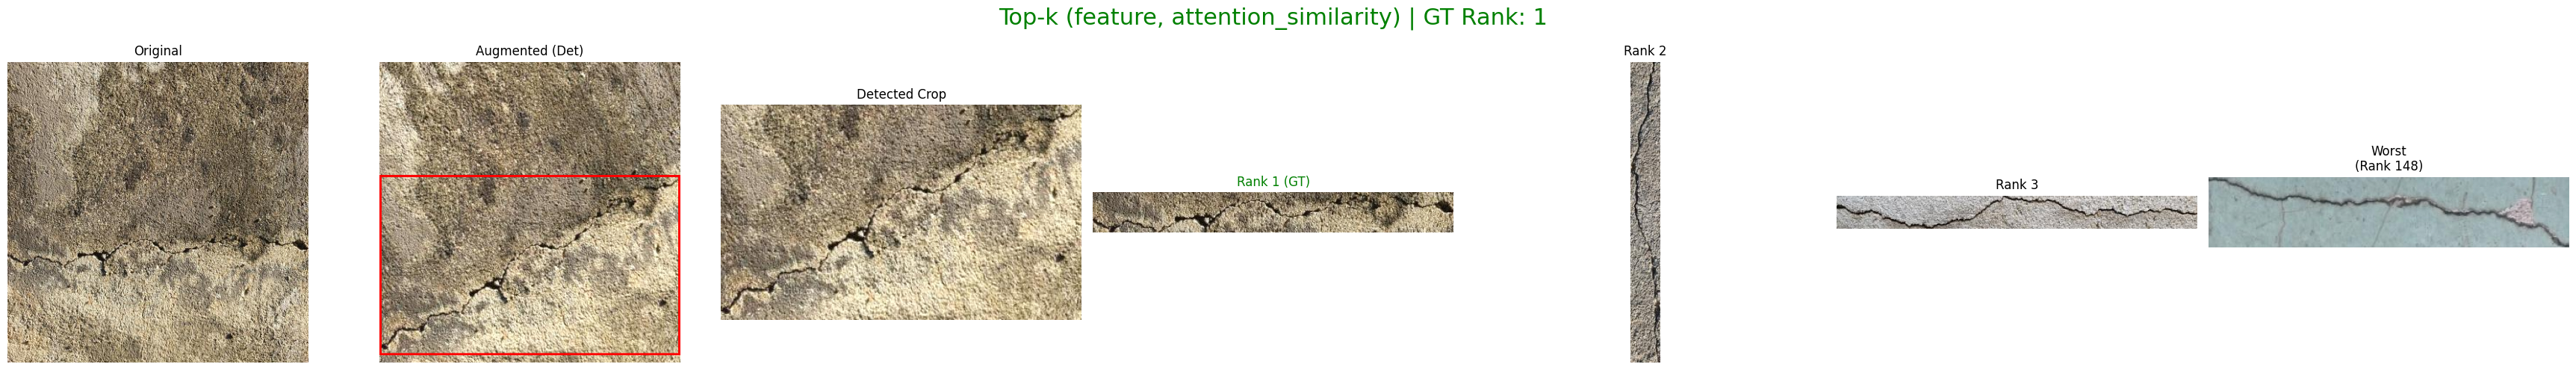 Top-k (feature, attention_similarity) | GT Rank: 1
Original
Augmented (Det)
Detected Crop
Rank 1 (GT)
Rank 2
Rank 3
Worst
(Rank 148)